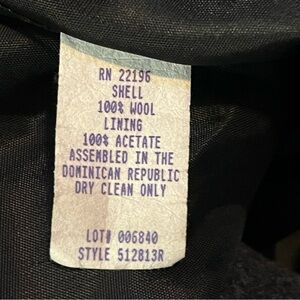 RN 22196
SHELL
100% WOOL
LINING
100% ACETATE
ASSEMBLED IN THE
DOMINICAN REPUBLIC
DRY CLEAN ONLY
LOT# 006840
STYLE 512813R